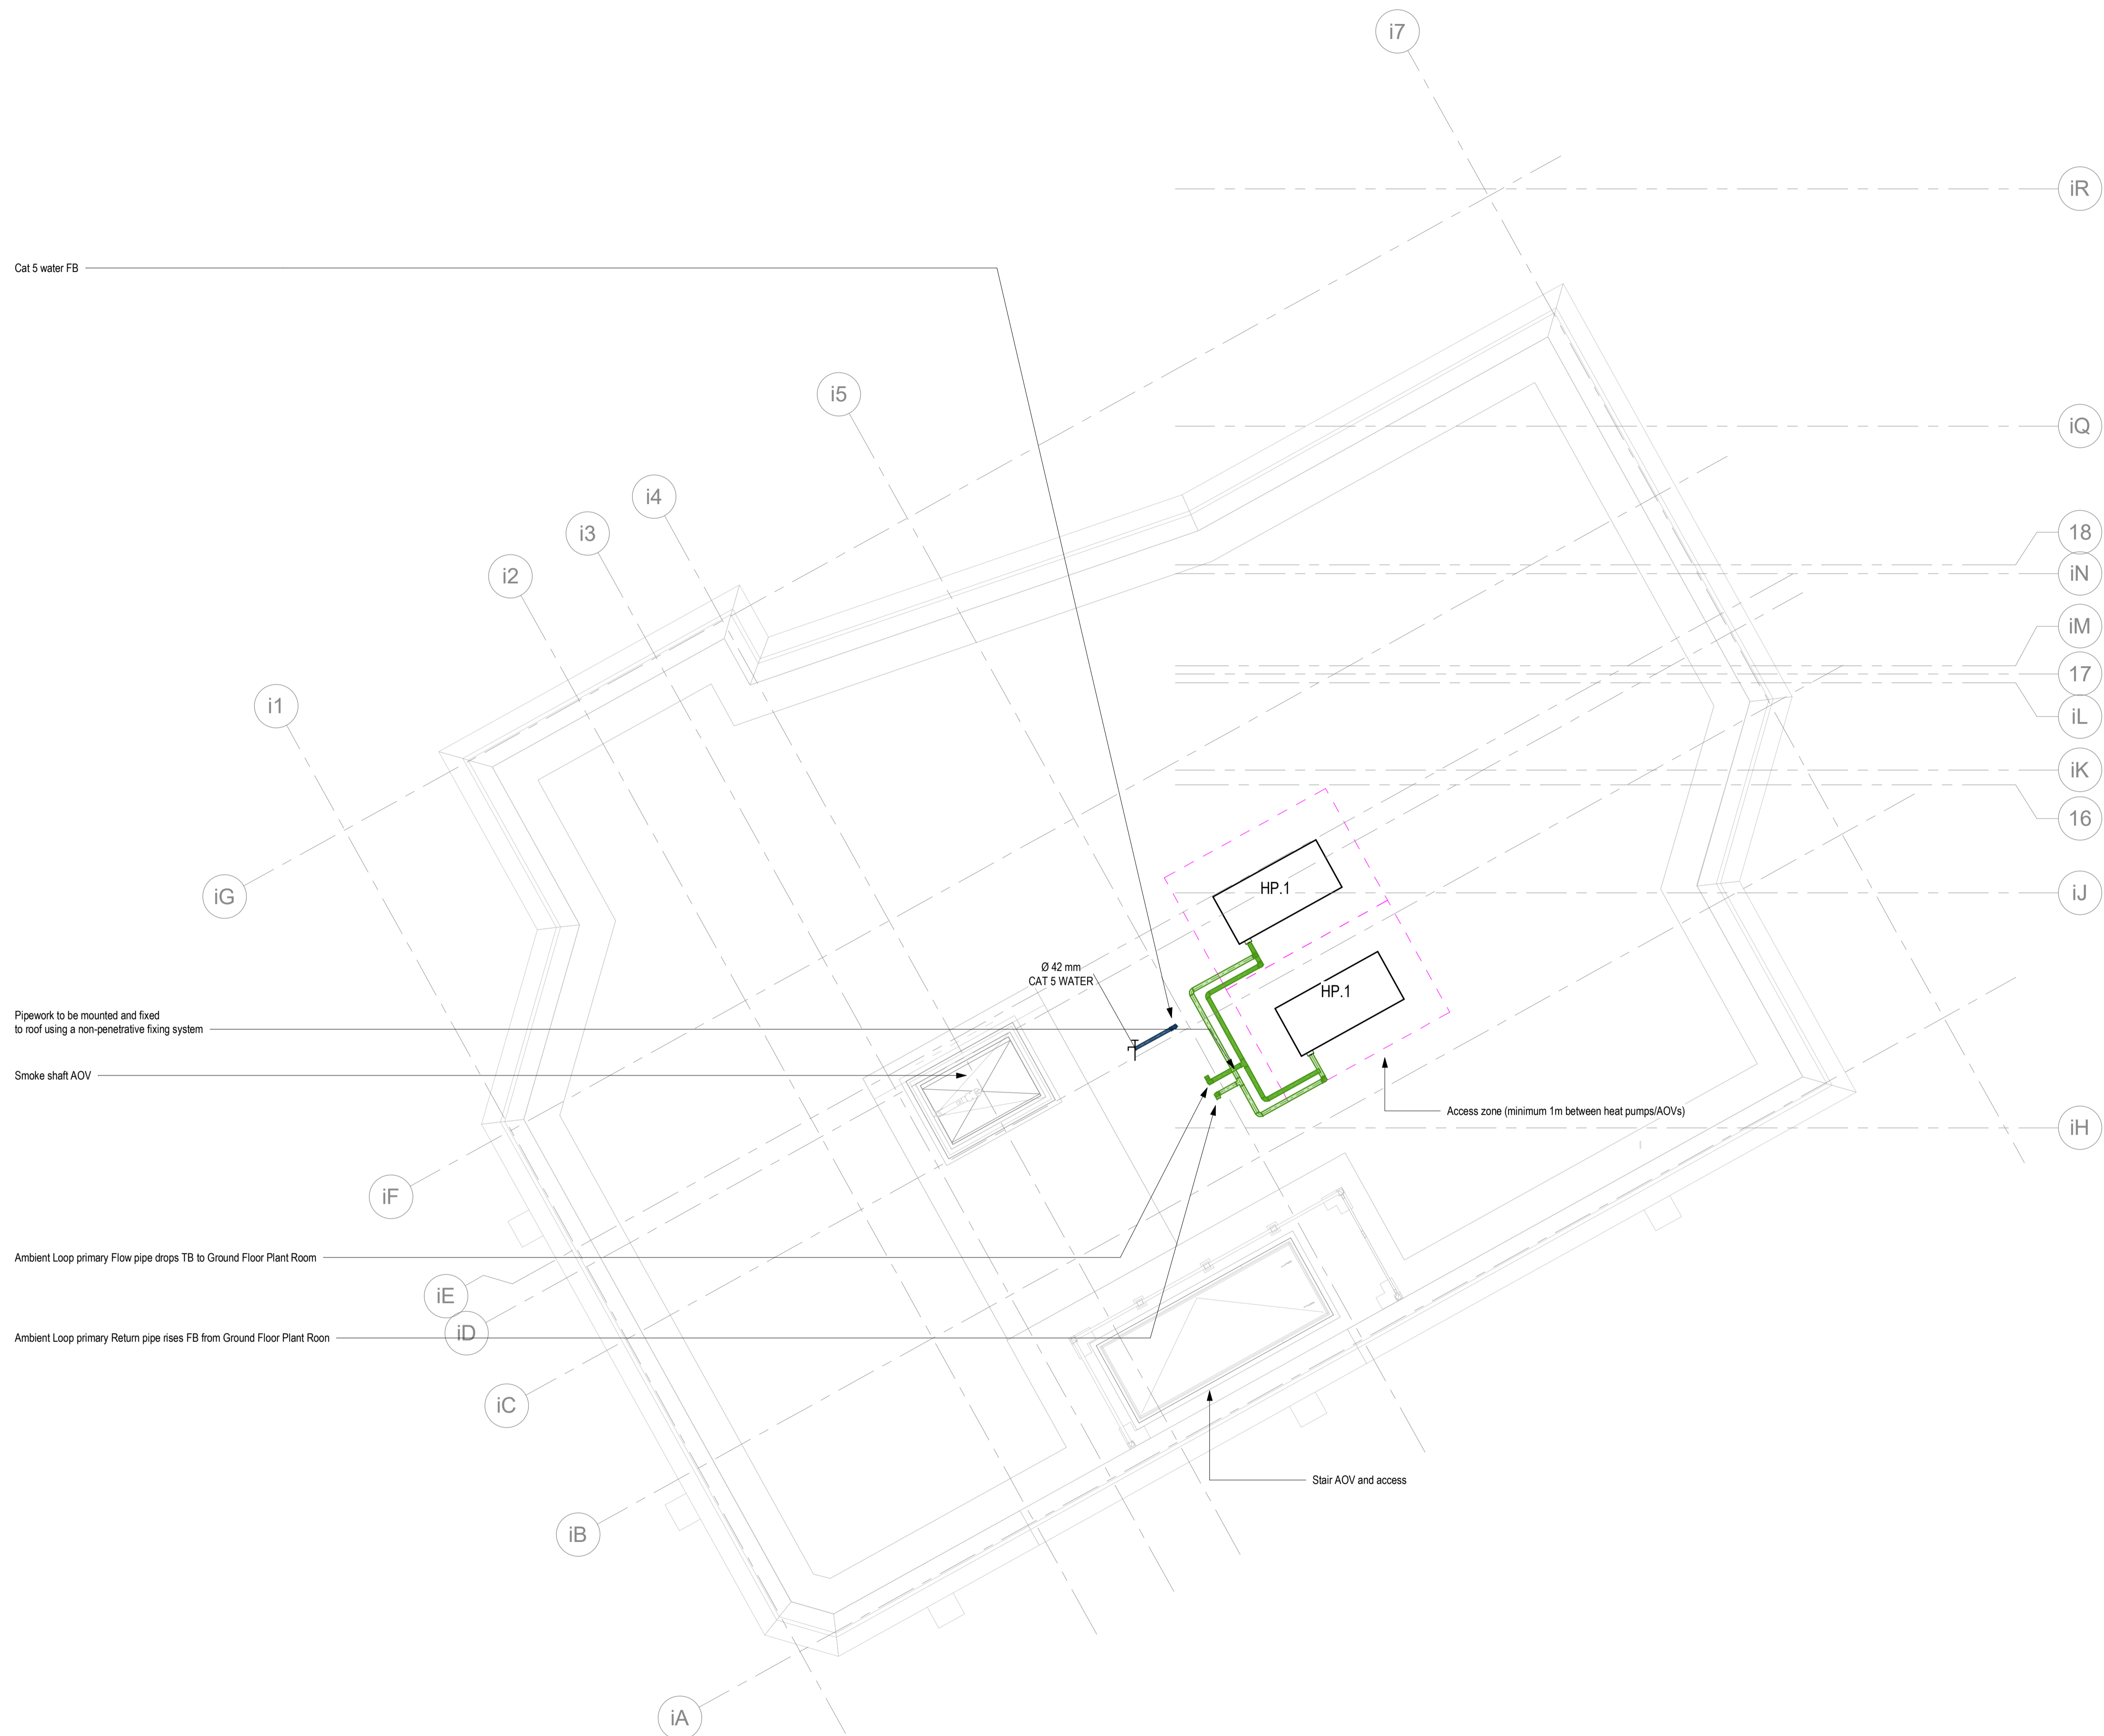 i7
iR
Cat 5 water FB
i5
iQ
i4
i3
18
i2
iN
iM
17
i1
iL
iK
16
HP.1
iG
iJ
Ø 42 mm
CAT 5 WATER
HP.1
Pipework to be mounted and fixed
to roof using a non-penetrative fixing system
Smoke shaft AOV
Access zone (minimum 1m between heat pumps/AOVs)
iH
iF
Ambient Loop primary Flow pipe drops TB to Ground Floor Plant Room
iE
iD
Ambient Loop primary Return pipe rises FB from Ground Floor Plant Roon
iC
Stair AOV and access
iB
iA